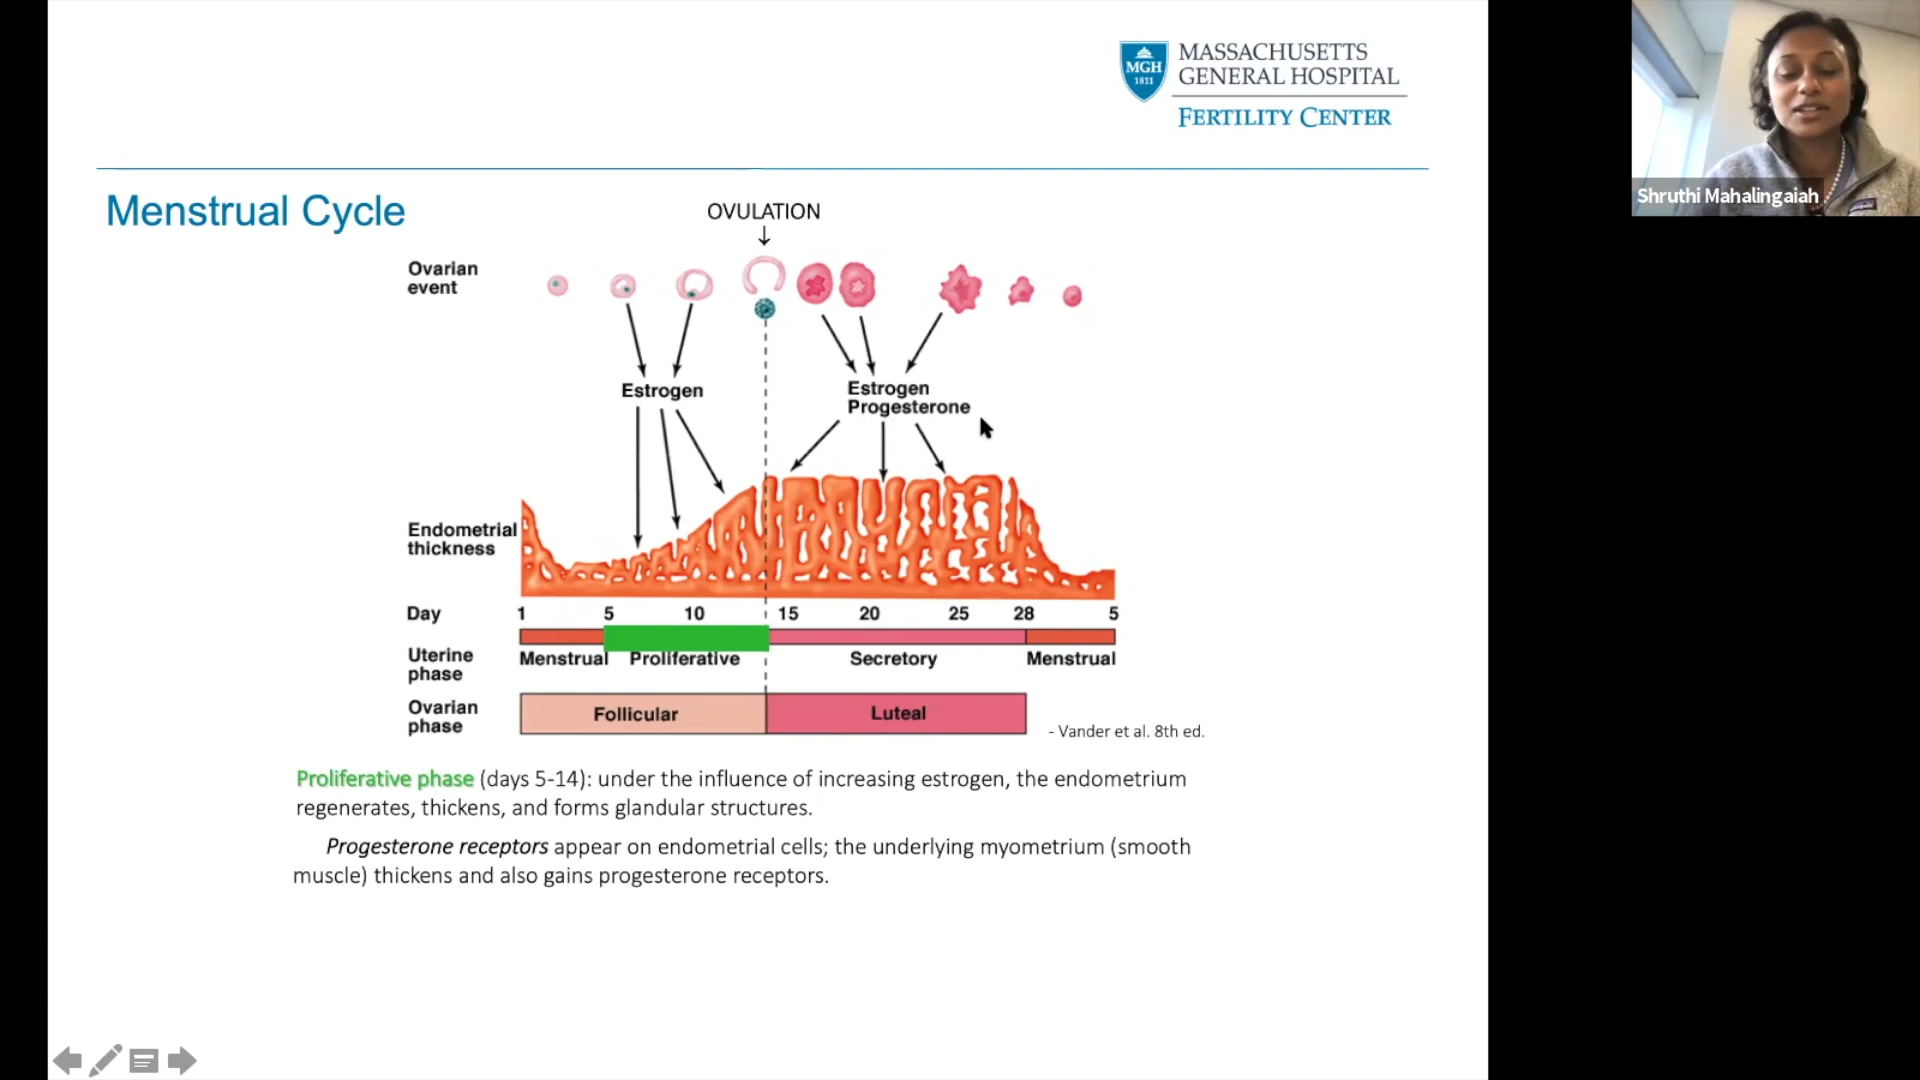 MASSACHUSETTS
GENERAL HOSPITAL
MGH
1811
FERTILITY CENTER
Shruthi Mahalingaiah
Menstrual Cycle
OVULATION
Ovarian
event
Estrogen
Estrogen
Progesterone
Endometrial
thickness
Day 1 5 10 15 20 25 28 5
Uterine
phase
Menstrual Proliferative Secretory Menstrual
Ovarian
phase
Follicular Luteal
- Vander et al. 8th ed.
Proliferative phase (days 5-14): under the influence of increasing estrogen, the endometrium
regenerates, thickens, and forms glandular structures.
Progesterone receptors appear on endometrial cells; the underlying myometrium (smooth
muscle) thickens and also gains progesterone receptors.